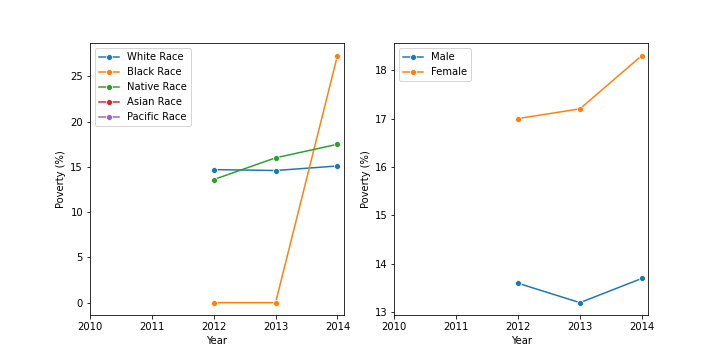 White Race
Black Race
Native Race
Asian Race
Pacific Race
25
20
15
10
5
0
Poverty (%)
2010 2011 2012 2013 2014
Year
Male
Female
18
17
16
15
14
13
Poverty (%)
2010 2011 2012 2013 2014
Year